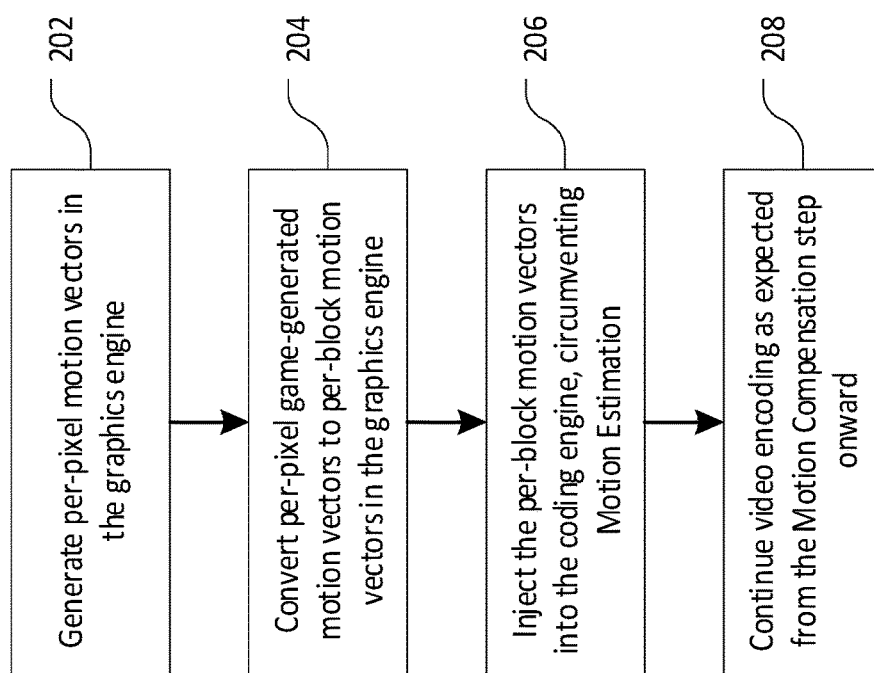 202
Generate per-pixel motion vectors in
the graphics engine
204
Convert per-pixel game-generated
motion vectors to per-block motion
vectors in the graphics engine
206
Inject the per-block motion vectors
into the coding engine, circumventing
Motion Estimation
208
Continue video encoding as expected
from the Motion Compensation step
onward